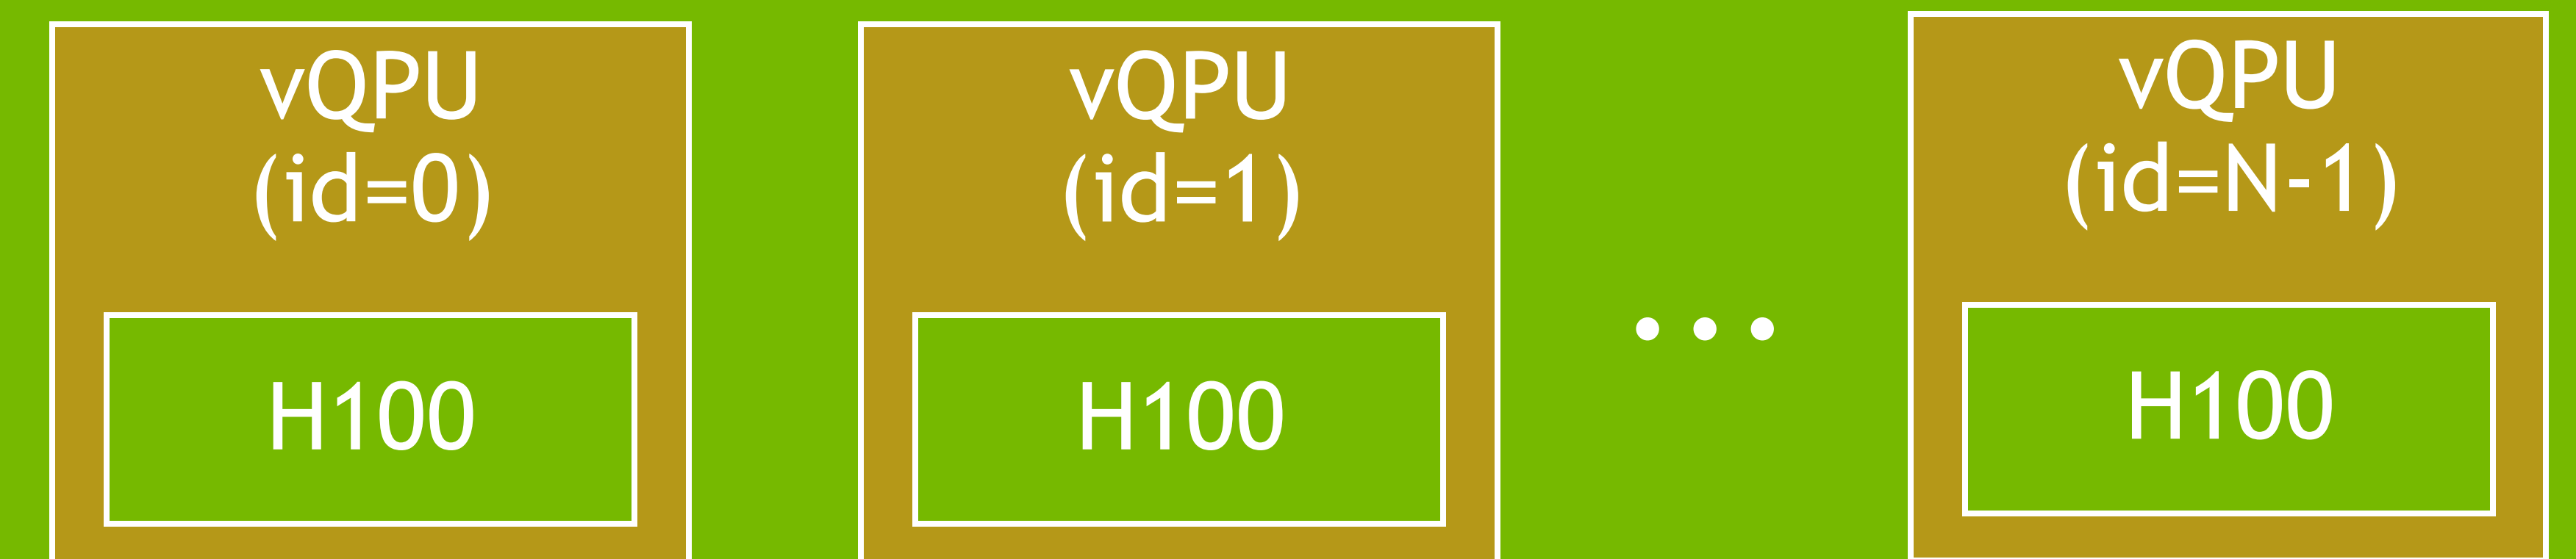 vQPU
(id=0)
H100
vQPU
(id=1)
H100
...
vQPU
(id=N-1)
H100